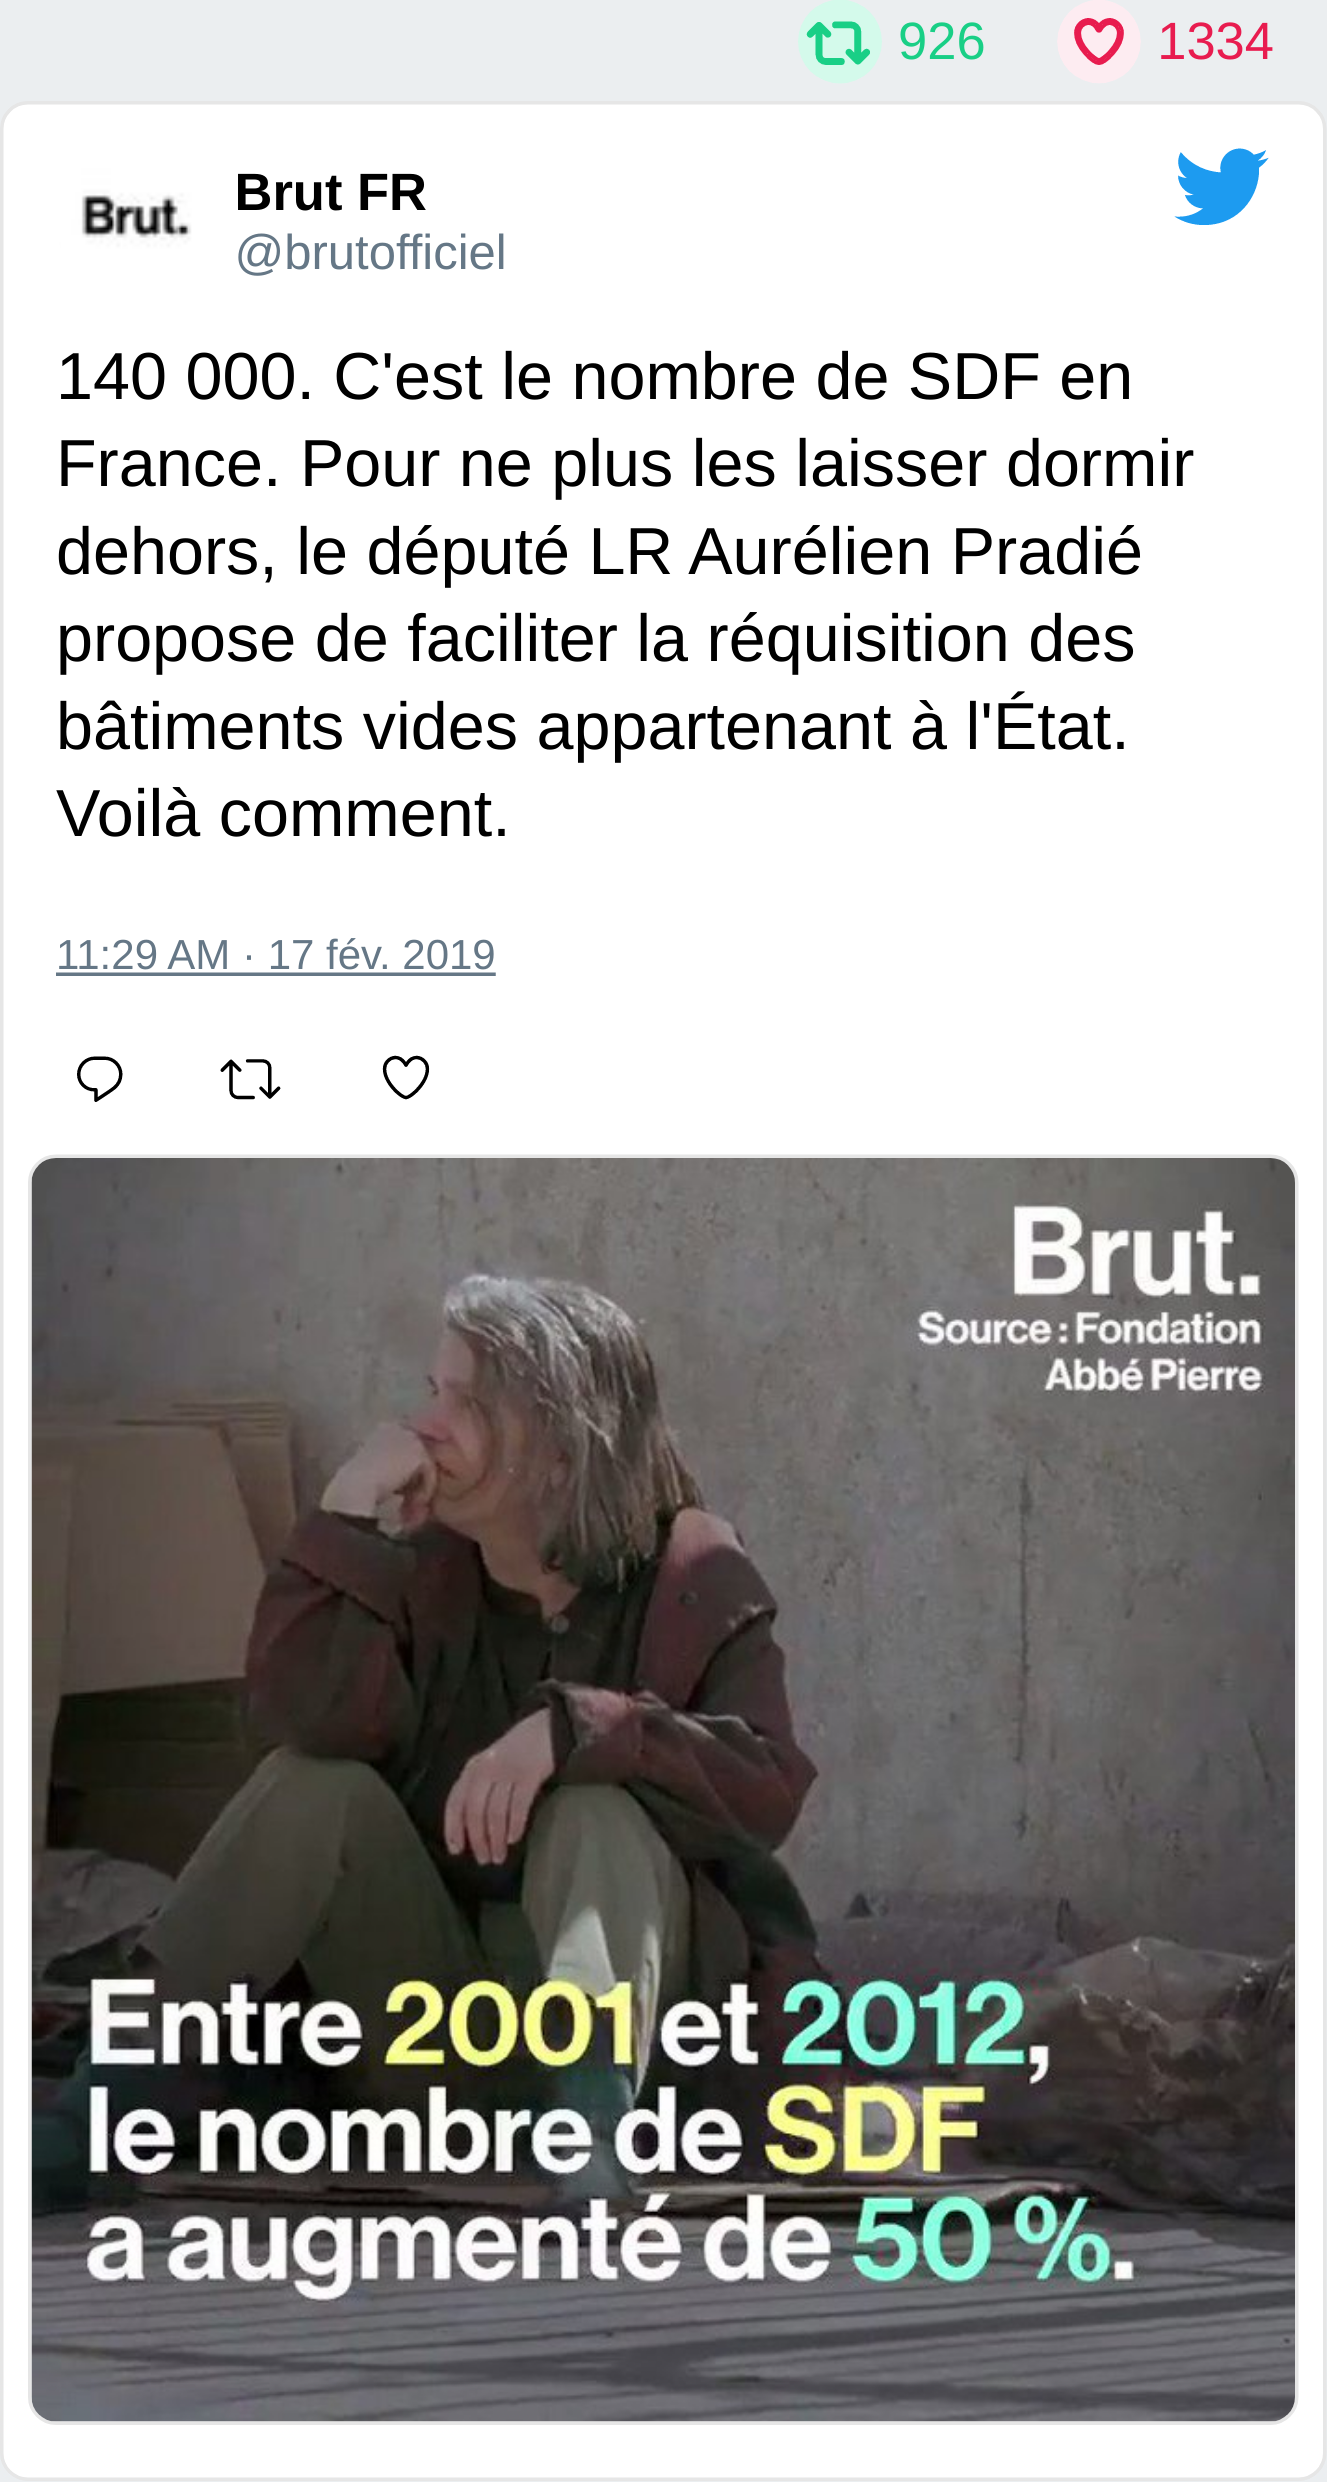 926 1334
Brut.
Brut FR
@brutofficiel
140 000. C'est le nombre de SDF en
France. Pour ne plus les laisser dormir
dehors, le député LR Aurélien Pradié
propose de faciliter la réquisition des
bâtiments vides appartenant à l'État.
Voilà comment.
11:29 AM · 17 fév. 2019
Brut.
Source : Fondation
Abbé Pierre
Entre 2001 et 2012,
le nombre de SDF
a augmenté de 50 %.